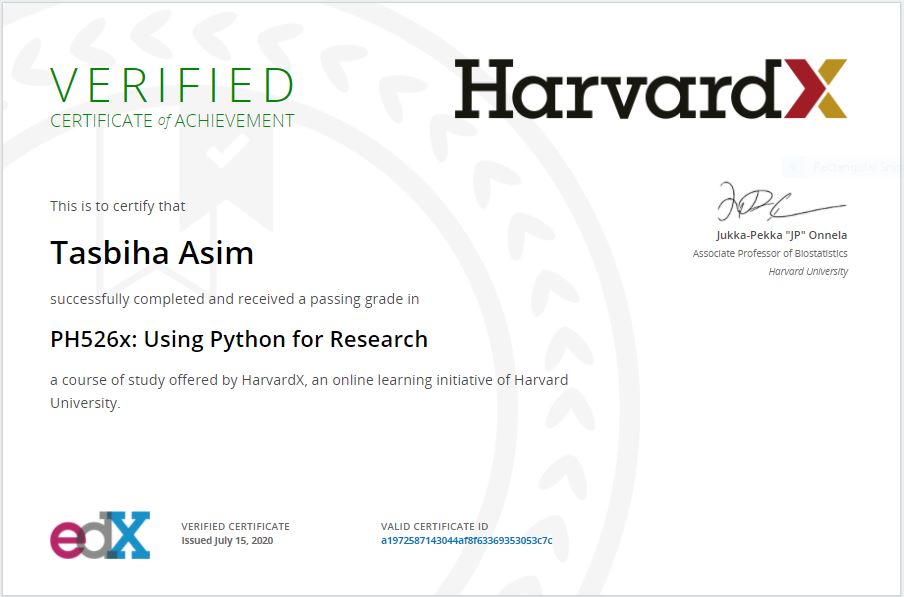 VERIFIED
CERTIFICATE of ACHIEVEMENT
HarvardX
Rectangular Snip
This is to certify that
Tasbiha Asim
successfully completed and received a passing grade in
PH526x: Using Python for Research
a course of study offered by HarvardX, an online learning initiative of Harvard
University.
Jukka-Pekka "JP" Onnela
Associate Professor of Biostatistics
Harvard University
edX
VERIFIED CERTIFICATE
Issued July 15, 2020
VALID CERTIFICATE ID
a1972587143044af8f63369353053c7c